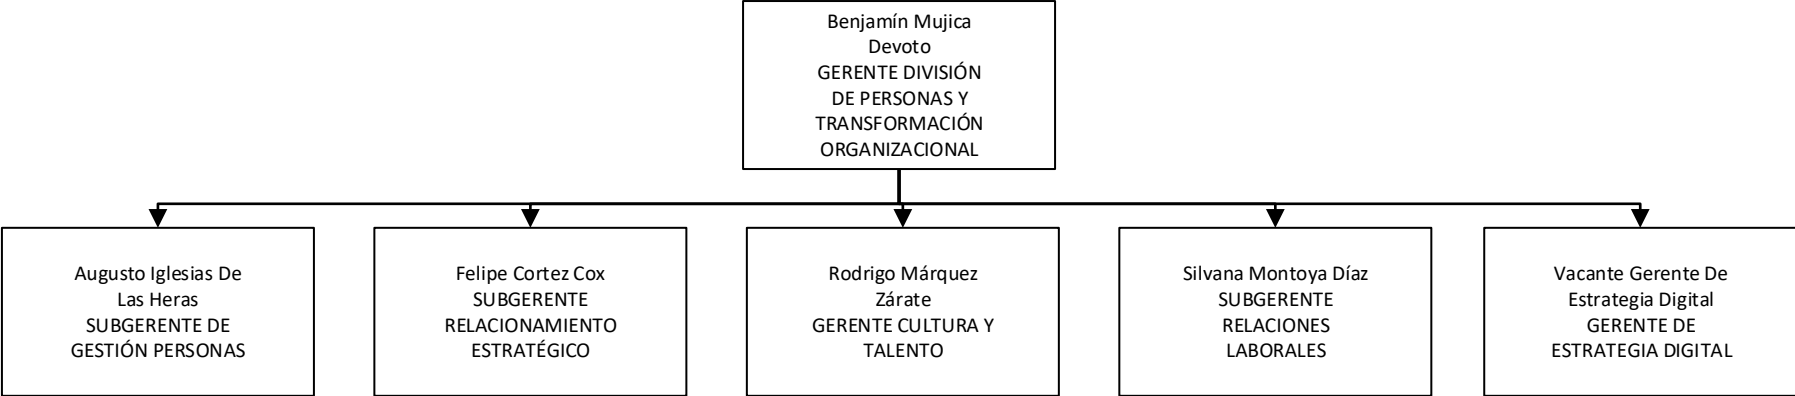 Benjamín Mujica
Devoto
GERENTE DIVISIÓN
DE PERSONAS Y
TRANSFORMACIÓN
ORGANIZACIONAL
Augusto Iglesias De
Las Heras
SUBGERENTE DE
GESTIÓN PERSONAS
Felipe Cortez Cox
SUBGERENTE
RELACIONAMIENTO
ESTRATÉGICO
Rodrigo Márquez
Zárate
GERENTE CULTURA Y
TALENTO
Silvana Montoya Díaz
SUBGERENTE
RELACIONES
LABORALES
Vacante Gerente De
Estrategia Digital
GERENTE DE
ESTRATEGIA DIGITAL